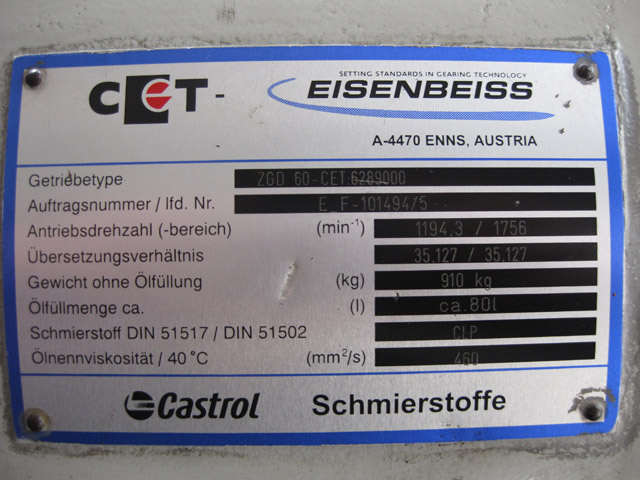 SETTING STANDARDS IN GEARING TECHNOLOGY
CET- EISENBEISS
A-4470 ENNS, AUSTRIA
Getriebetype ZGD 60-CET.6289000
Auftragsnummer / lfd. Nr. E_F-101494/5
Antriebsdrehzahl (-bereich) (min⁻¹) 1194,3 / 1756
Übersetzungsverhältnis 35,127 / 35,127
Gewicht ohne Ölfüllung (kg) 910 kg
Ölfüllmenge ca. (l) ca.80l
Schmierstoff DIN 51517 / DIN 51502 CLP
Ölnennviskosität / 40 °C (mm²/s) 460
Castrol Schmierstoffe